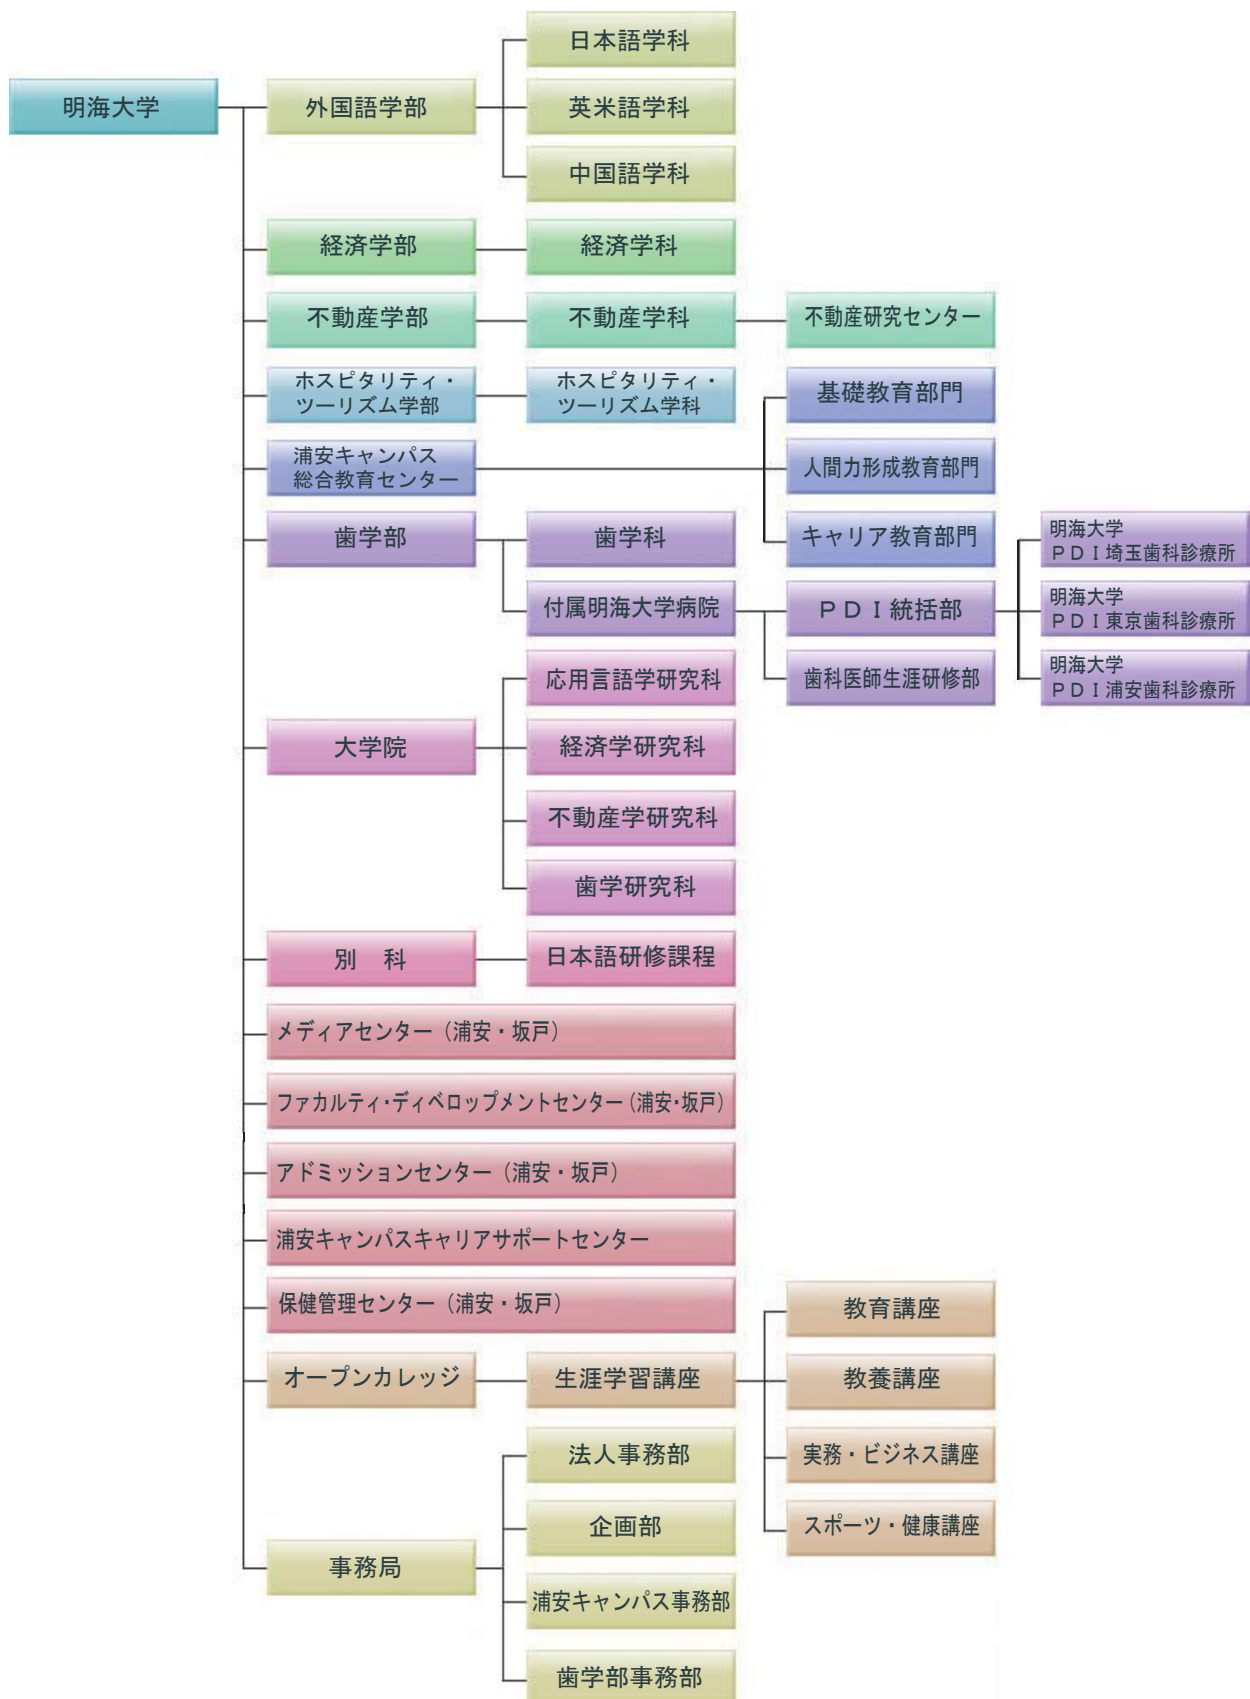 明海大学
外国語学部
日本語学科
英米語学科
中国語学科
経済学部
経済学科
不動産学部
不動産学科
不動産研究センター
ホスピタリティ・
ツーリズム学部
ホスピタリティ・
ツーリズム学科
浦安キャンパス
総合教育センター
基礎教育部門
人間力形成教育部門
キャリア教育部門
歯学部
歯学科
付属明海大学病院
ＰＤＩ統括部
明海大学
ＰＤＩ埼玉歯科診療所
明海大学
ＰＤＩ東京歯科診療所
明海大学
ＰＤＩ浦安歯科診療所
歯科医師生涯研修部
大学院
応用言語学研究科
経済学研究科
不動産学研究科
歯学研究科
別　科
日本語研修課程
メディアセンター（浦安・坂戸）
ファカルティ・ディベロップメントセンター（浦安・坂戸）
アドミッションセンター（浦安・坂戸）
浦安キャンパスキャリアサポートセンター
保健管理センター（浦安・坂戸）
オープンカレッジ
生涯学習講座
教育講座
教養講座
実務・ビジネス講座
スポーツ・健康講座
事務局
法人事務部
企画部
浦安キャンパス事務部
歯学部事務部